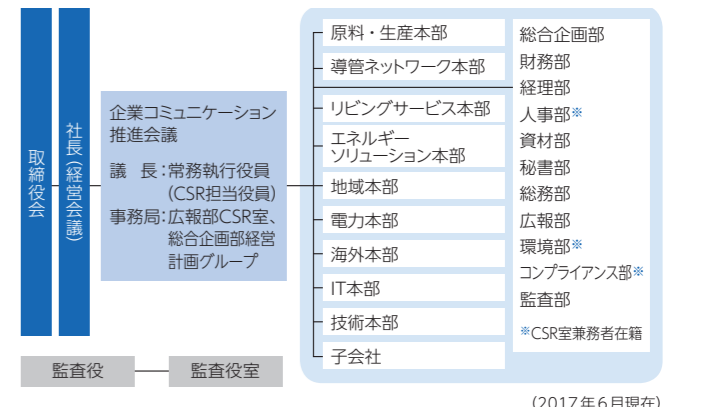 取締役会
社長（経営会議）
企業コミュニケーション
推進会議
議　長：常務執行役員
（CSR担当役員）
事務局：広報部CSR室、
総合企画部経営
計画グループ
監査役
監査役室
原料・生産本部
導管ネットワーク本部
リビングサービス本部
エネルギー
ソリューション本部
地域本部
電力本部
海外本部
IT本部
技術本部
子会社
総合企画部
財務部
経理部
人事部※
資材部
秘書部
総務部
広報部
環境部※
コンプライアンス部※
監査部
※CSR室兼務者在籍
（2017年6月現在）